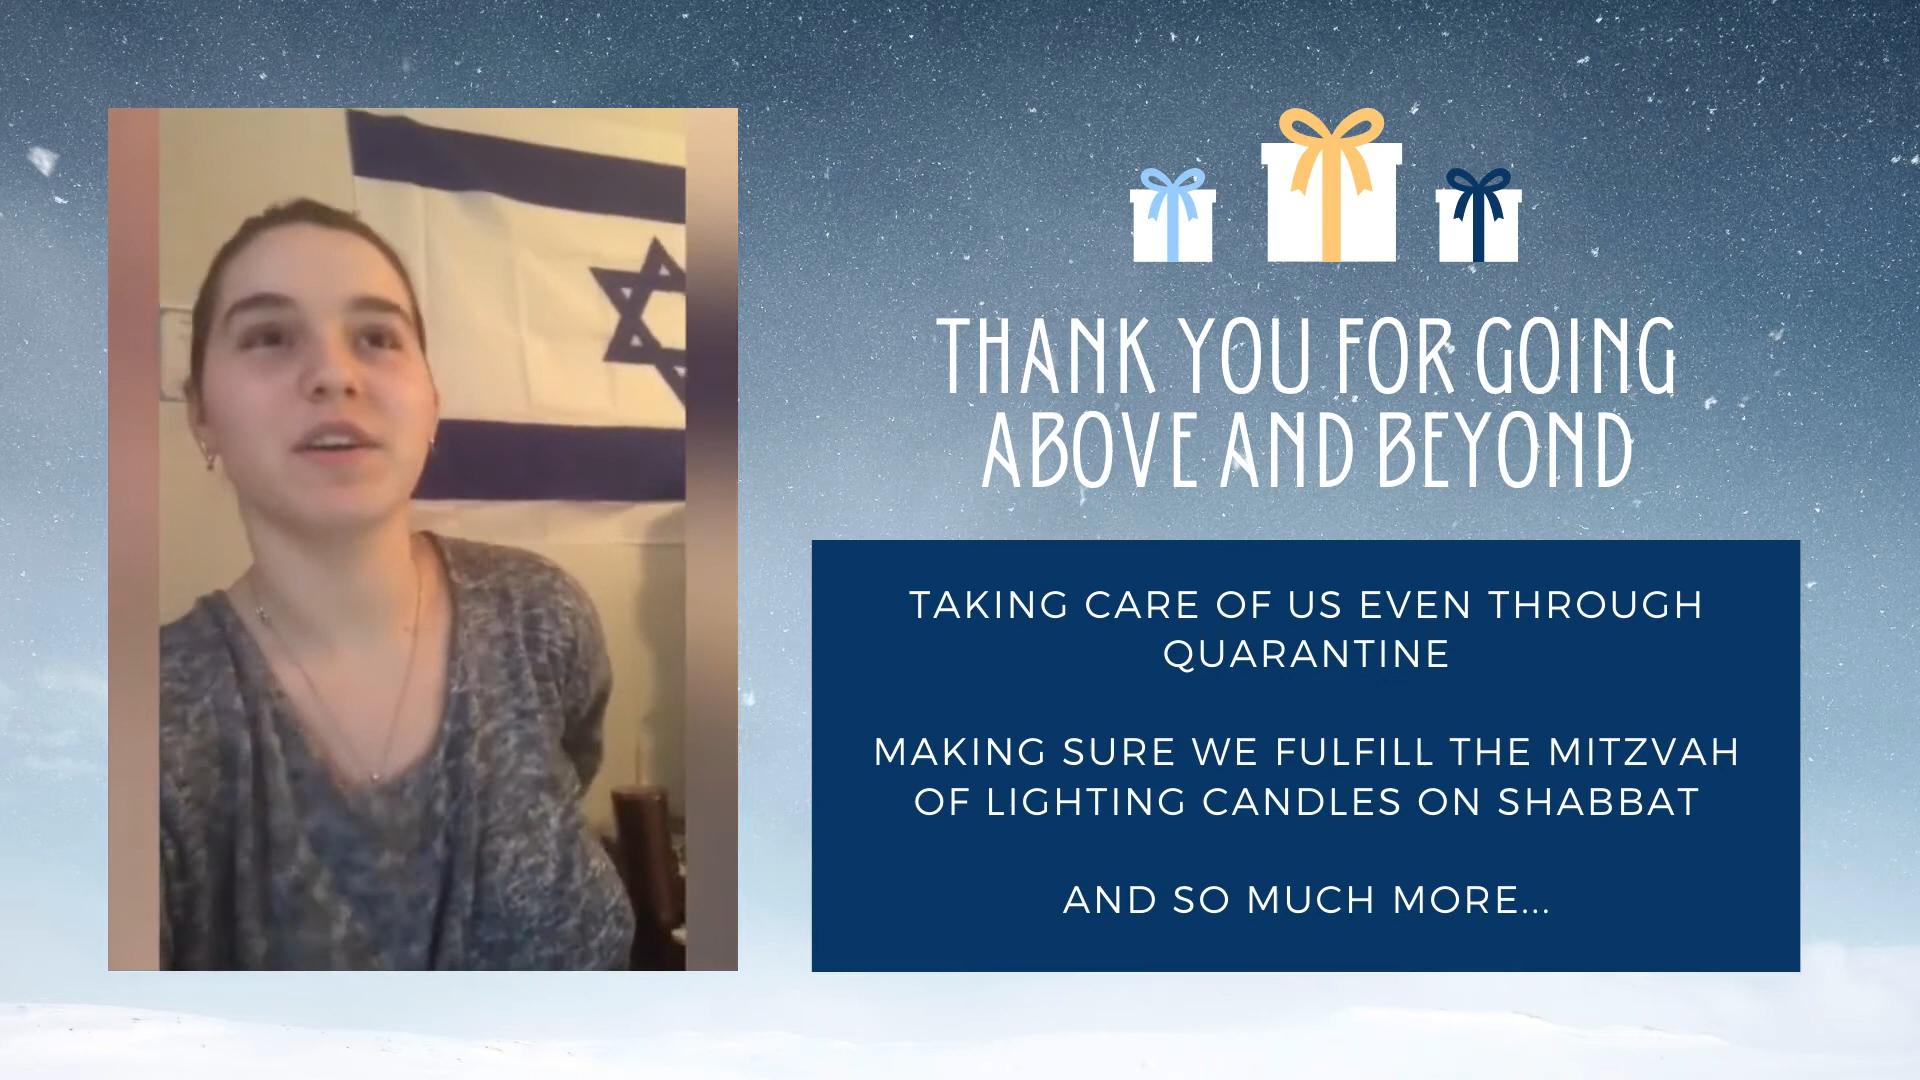 THANK YOU FOR GOING
ABOVE AND BEYOND
TAKING CARE OF US EVEN THROUGH
QUARANTINE
MAKING SURE WE FULFILL THE MITZVAH
OF LIGHTING CANDLES ON SHABBAT
AND SO MUCH MORE...